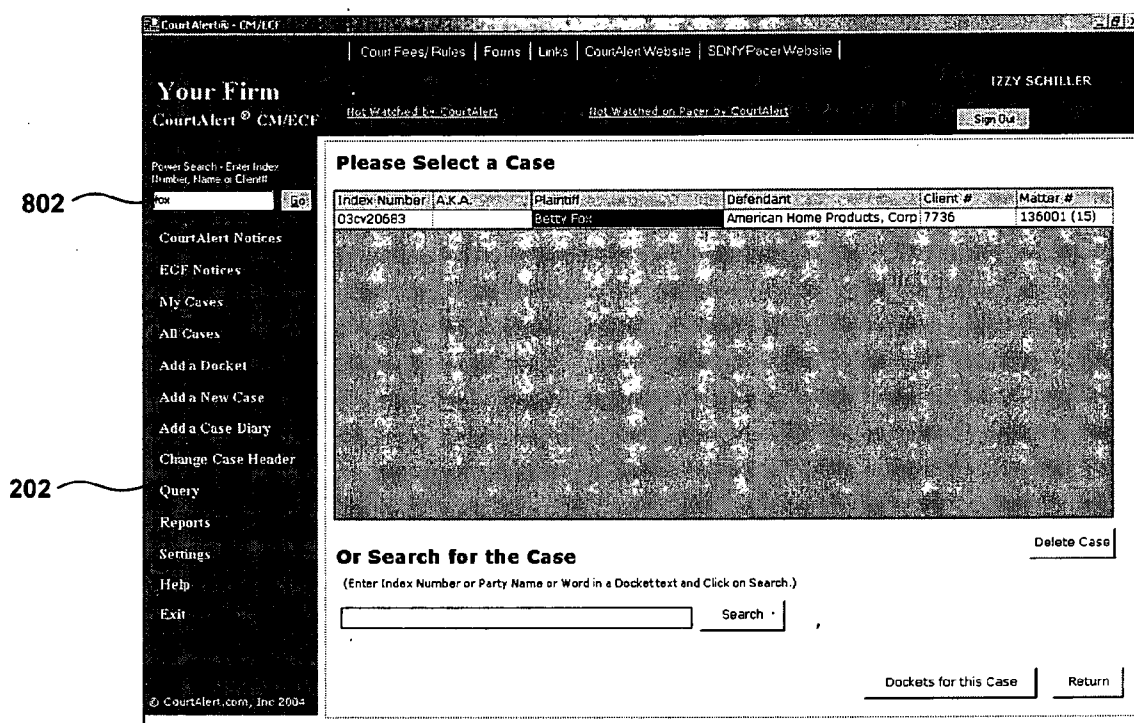 CourtAlert® - CM/ECF
Court Fees/ Rules | Forms | Links | CourtAlert Website | SDNY Pacer Website |
IZZY SCHILLER
Your Firm
CourtAlert ® CM/ECF
Not Watched by CourtAlert
Not Watched on Pacer by CourtAlert
Sign Out
Power Search - Enter Index
Number, Name or Client#
802
fox
Go
Please Select a Case
Index Number A.K.A. Plaintiff Defendant Client # Matter #
03cv20683 Betty Fox American Home Products, Corp 7736 136001 (15)
CourtAlert Notices
ECF Notices
My Cases
All Cases
Add a Docket
Add a New Case
Add a Case Diary
Change Case Header
202
Query
Reports
Settings
Help
Exit
Delete Case
Or Search for the Case
(Enter Index Number or Party Name or Word in a Dockettext and Click on Search.)
Search
Dockets for this Case
Return
© CourtAlert.com, Inc 2004